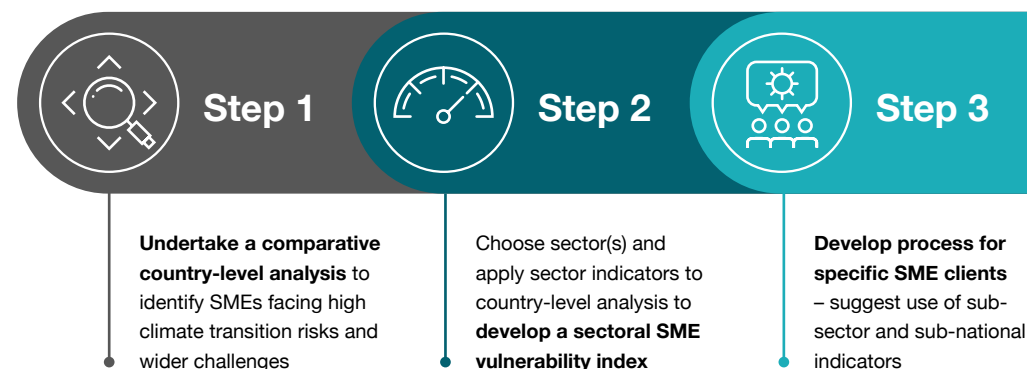 Step 1
Step 2
Step 3
Undertake a comparative
country-level analysis to
identify SMEs facing high
climate transition risks and
wider challenges
Choose sector(s) and
apply sector indicators to
country-level analysis to
develop a sectoral SME
vulnerability index
Develop process for
specific SME clients
– suggest use of sub-
sector and sub-national
indicators